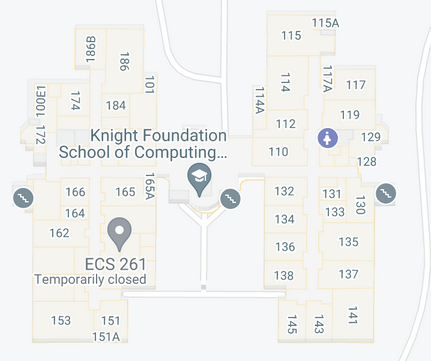 115A
115
186B
186
114
117A
117
101
100E1
174
184
114A
119
112
129
172
Knight Foundation
School of Computing...
110
128
166
165
165A
132
131
130
164
134
133
162
136
135
ECS 261
Temporarily closed
138
137
153
151
151A
145
143
141